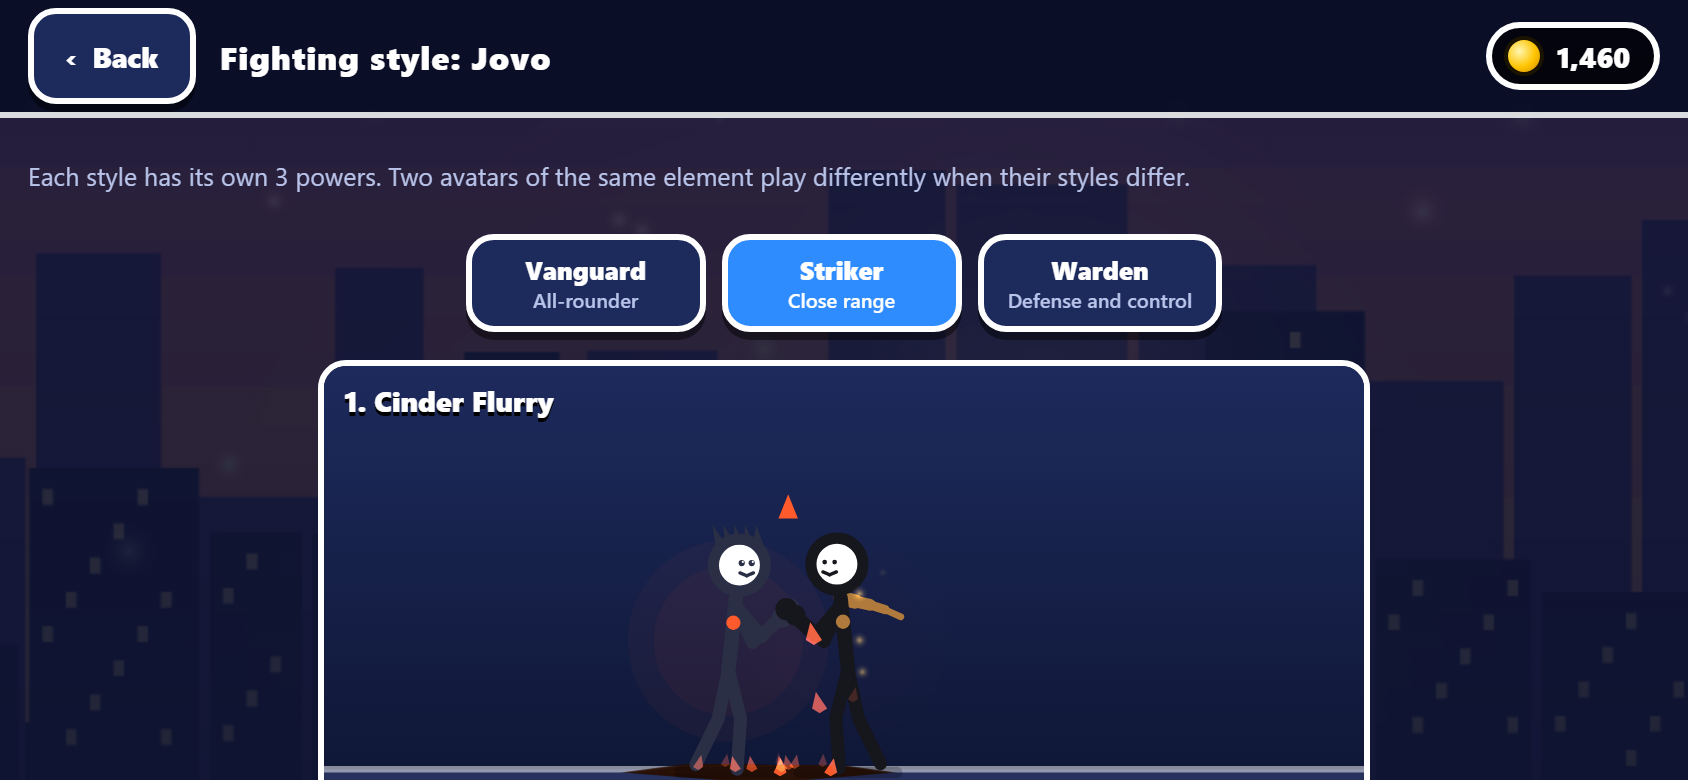 ‹ Back
Fighting style: Jovo
1,460
Each style has its own 3 powers. Two avatars of the same element play differently when their styles differ.
Vanguard
All-rounder
Striker
Close range
Warden
Defense and control
1. Cinder Flurry